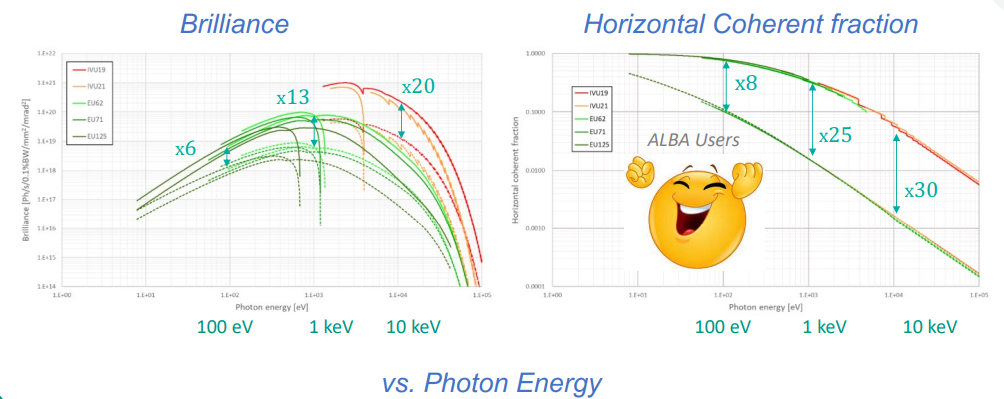 Brilliance
Horizontal Coherent fraction
1.E+22
1.E+21
1.E+20
1.E+19
1.E+18
1.E+17
1.E+16
1.E+15
1.E+14
Brilliance [Ph/s/0.1%BW/mm²/mrad²]
IVU19
IVU21
EU62
EU71
EU125
x6
x13
x20
1.E+00
1.E+01
1.E+02
1.E+03
1.E+04
1.E+05
Photon energy [eV]
100 eV
1 keV
10 keV
1.0000
0.1000
0.0100
0.0010
0.0001
Horizontal coherent fraction
IVU19
IVU21
EU62
EU71
EU125
ALBA Users
x8
x25
x30
1.E+00
1.E+01
1.E+02
1.E+03
1.E+04
1.E+05
Photon energy [eV]
100 eV
1 keV
10 keV
vs. Photon Energy